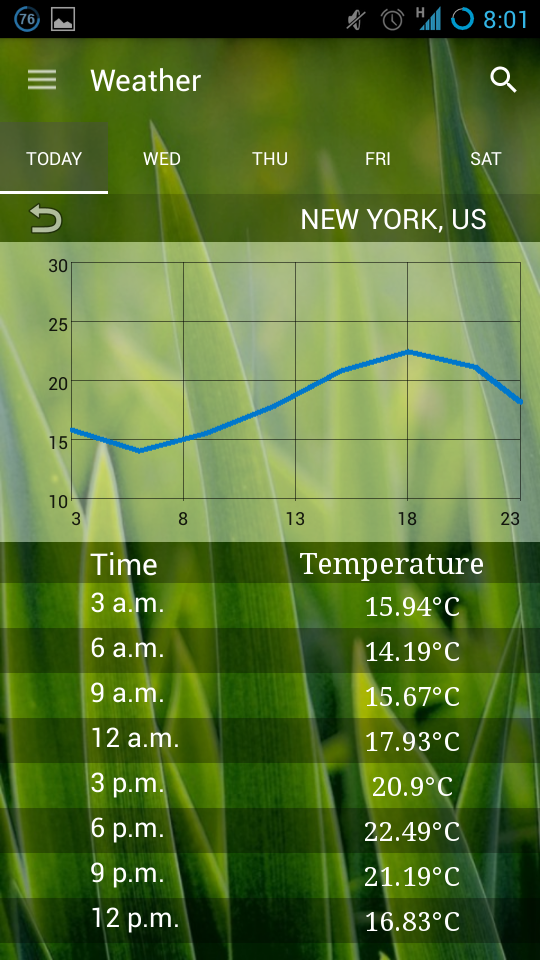 76 H 8:01
Weather
TODAY WED THU FRI SAT
NEW YORK, US
30
25
20
15
10
3 8 13 18 23
Time Temperature
3 a.m. 15.94°C
6 a.m. 14.19°C
9 a.m. 15.67°C
12 a.m. 17.93°C
3 p.m. 20.9°C
6 p.m. 22.49°C
9 p.m. 21.19°C
12 p.m. 16.83°C